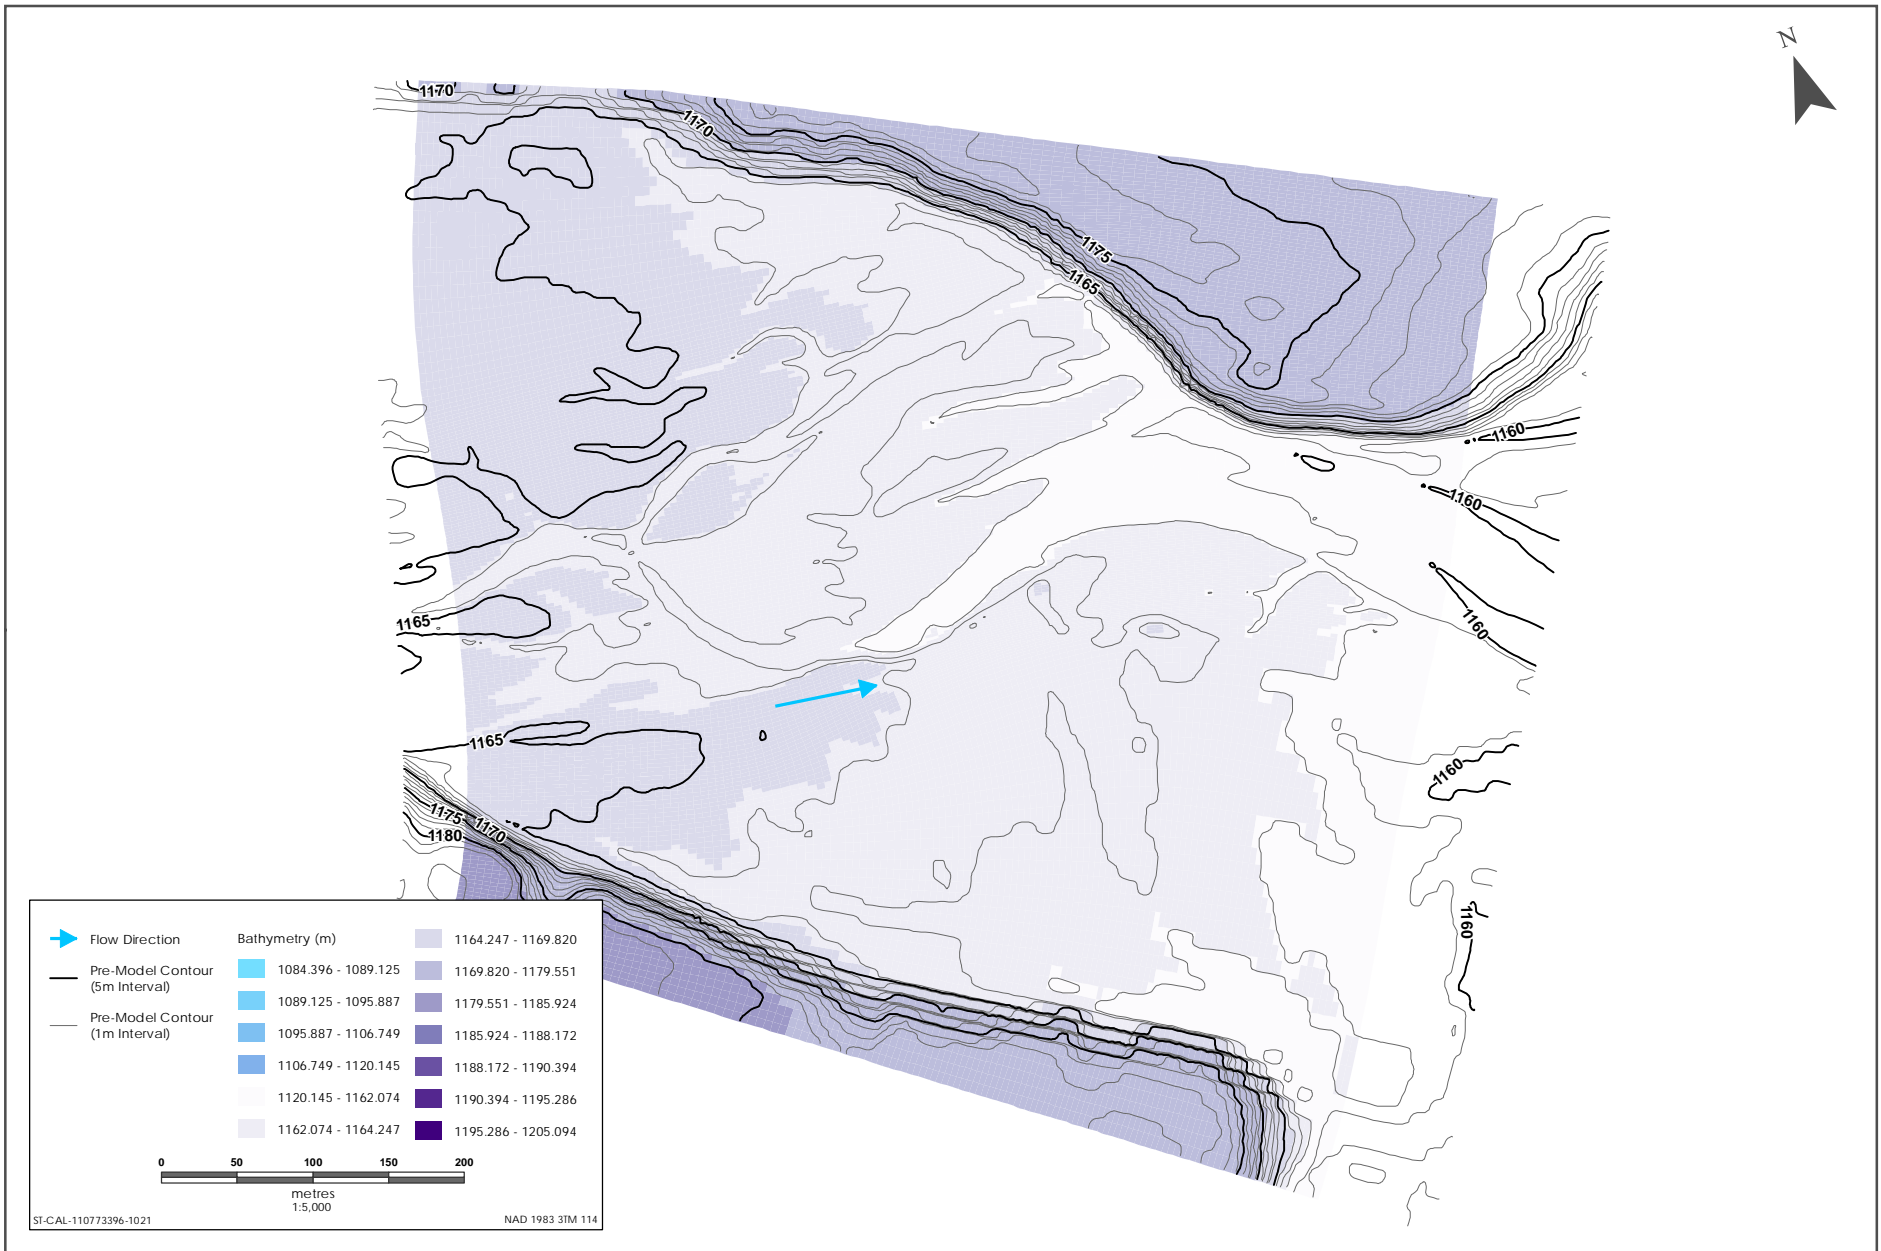 N
1170
1170
1175
1165
1160
1160
1165
1160
1165
1160
1175
1170
1180
1160
Flow Direction
Pre-Model Contour
(5m Interval)
Pre-Model Contour
(1m Interval)
Bathymetry (m)
1084.396 - 1089.125
1089.125 - 1095.887
1095.887 - 1106.749
1106.749 - 1120.145
1120.145 - 1162.074
1162.074 - 1164.247
1164.247 - 1169.820
1169.820 - 1179.551
1179.551 - 1185.924
1185.924 - 1188.172
1188.172 - 1190.394
1190.394 - 1195.286
1195.286 - 1205.094
0 50 100 150 200
metres
1:5,000
ST-CAL-110773396-1021
NAD 1983 3TM 114